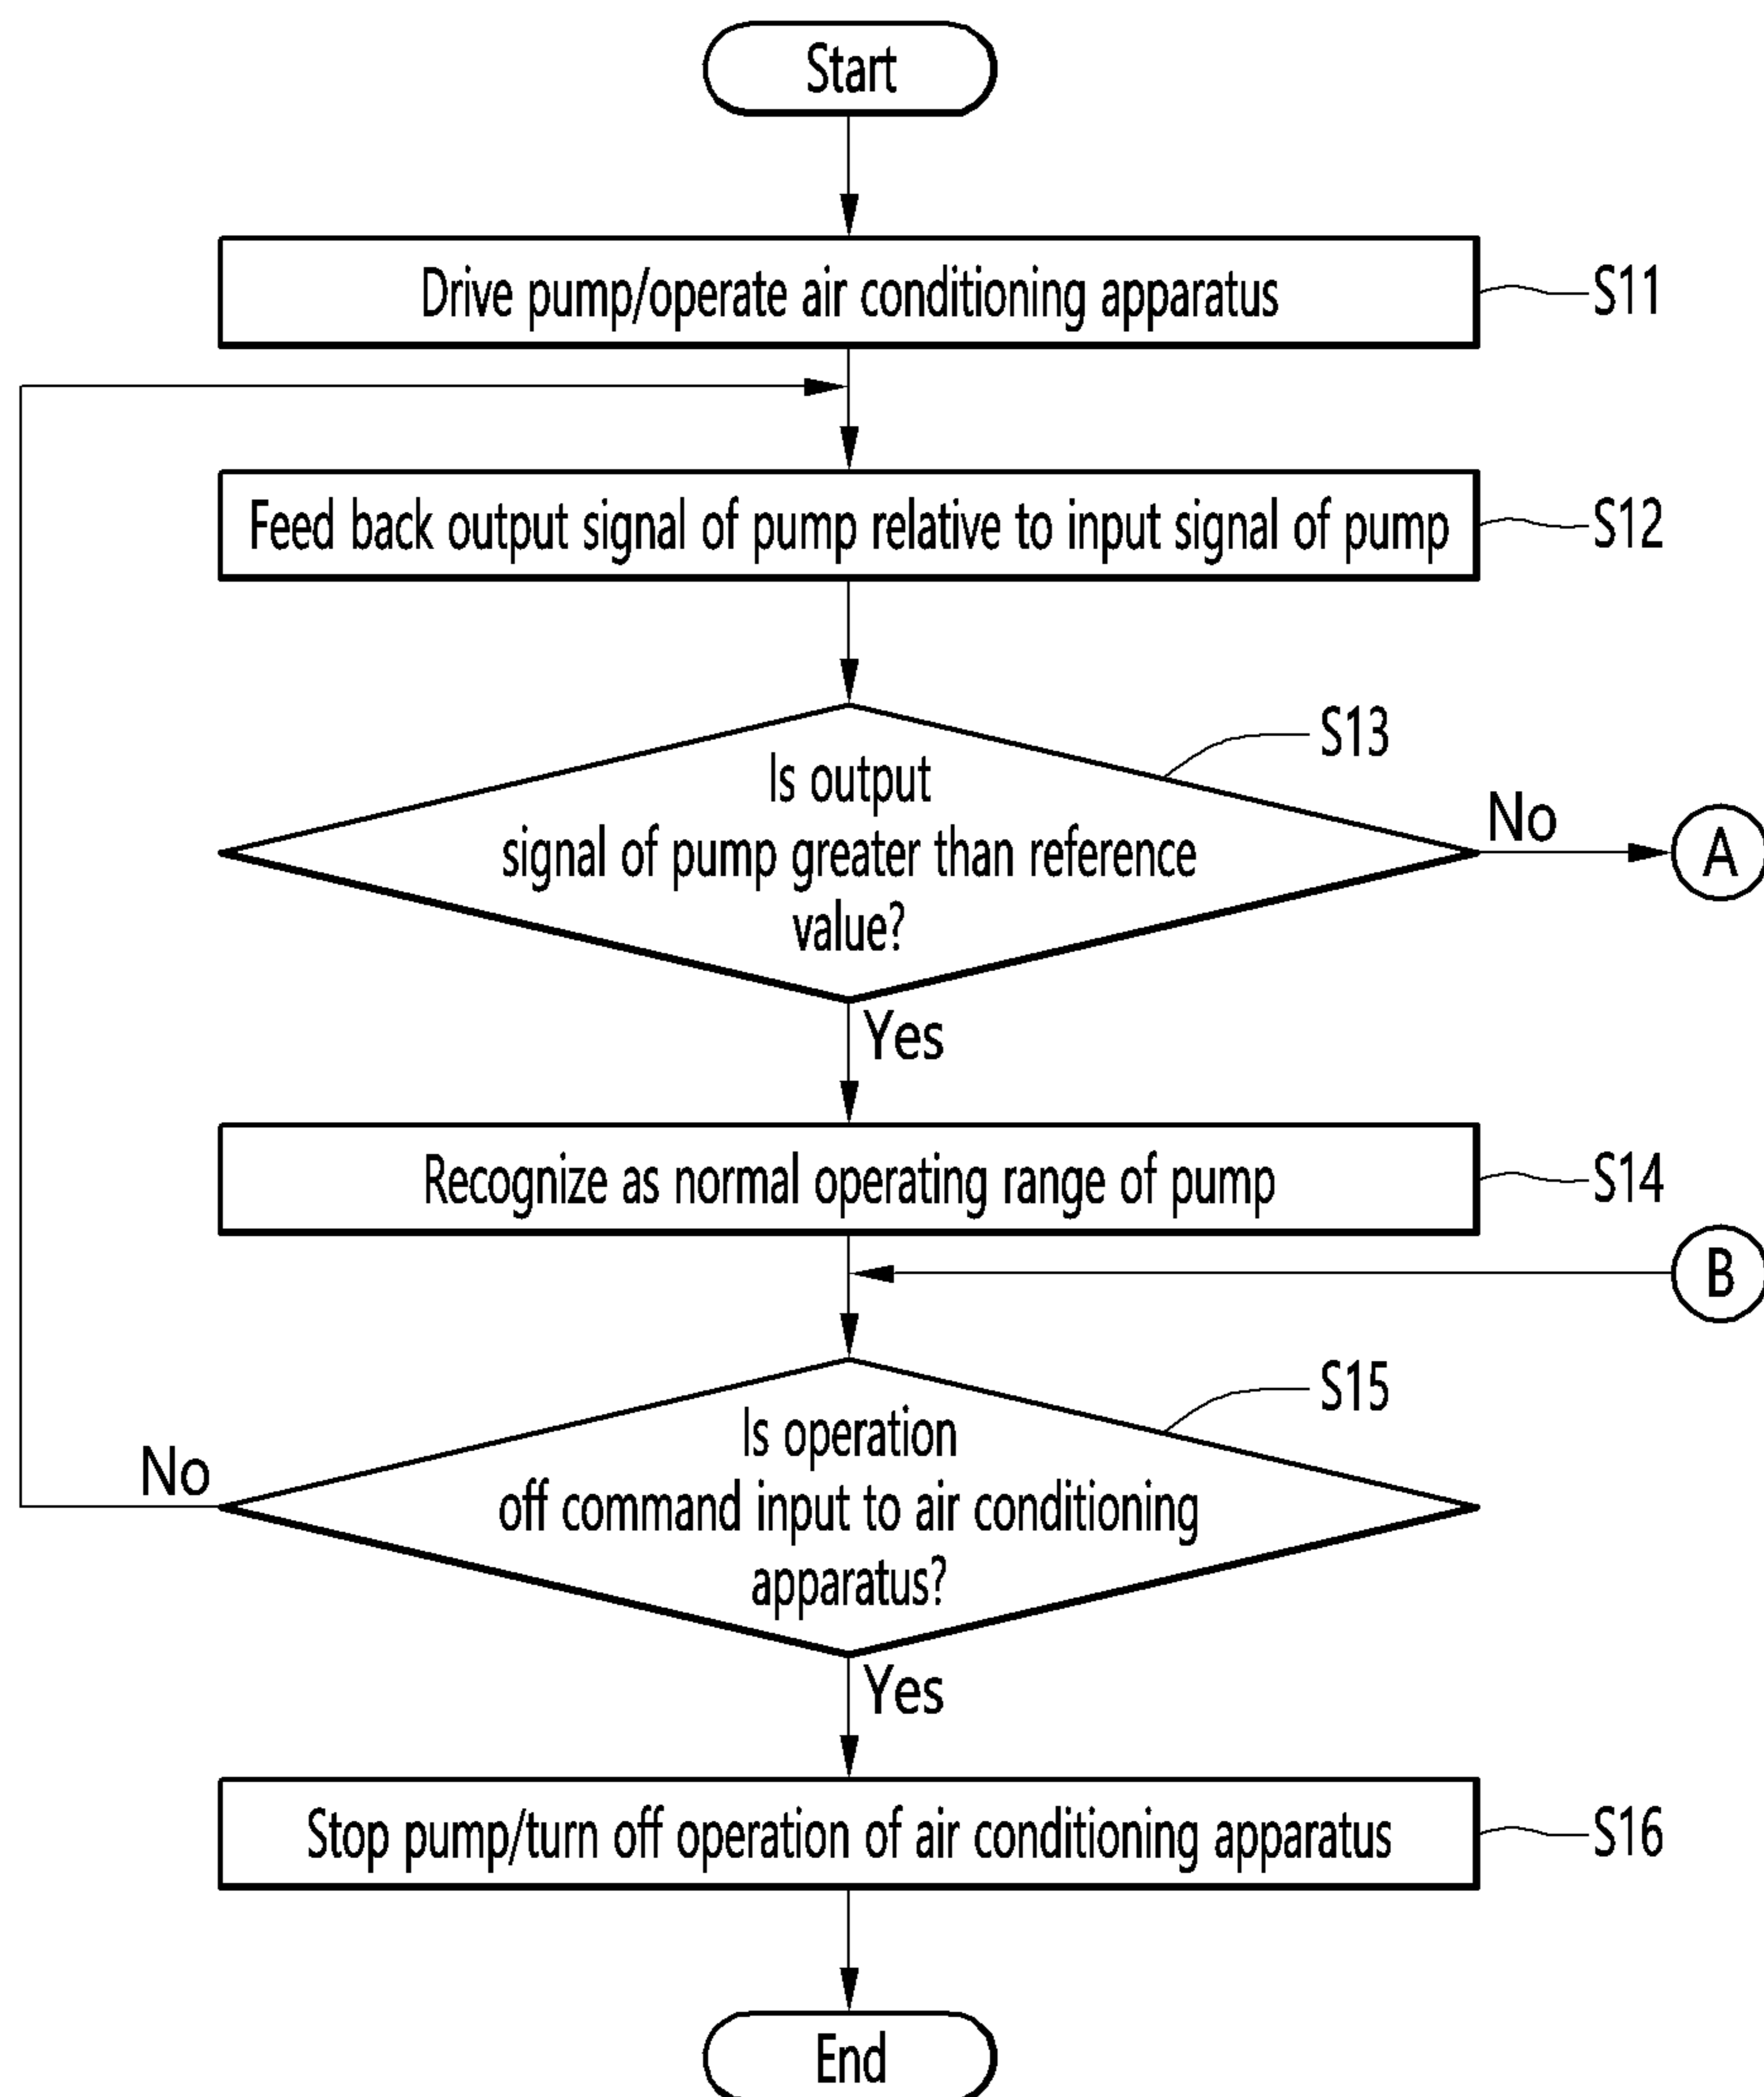 Start
Drive pump/operate air conditioning apparatus
S11
Feed back output signal of pump relative to input signal of pump
S12
S13
Is output
signal of pump greater than reference
value?
No
A
Yes
Recognize as normal operating range of pump
S14
B
S15
Is operation
off command input to air conditioning
apparatus?
No
Yes
Stop pump/turn off operation of air conditioning apparatus
S16
End